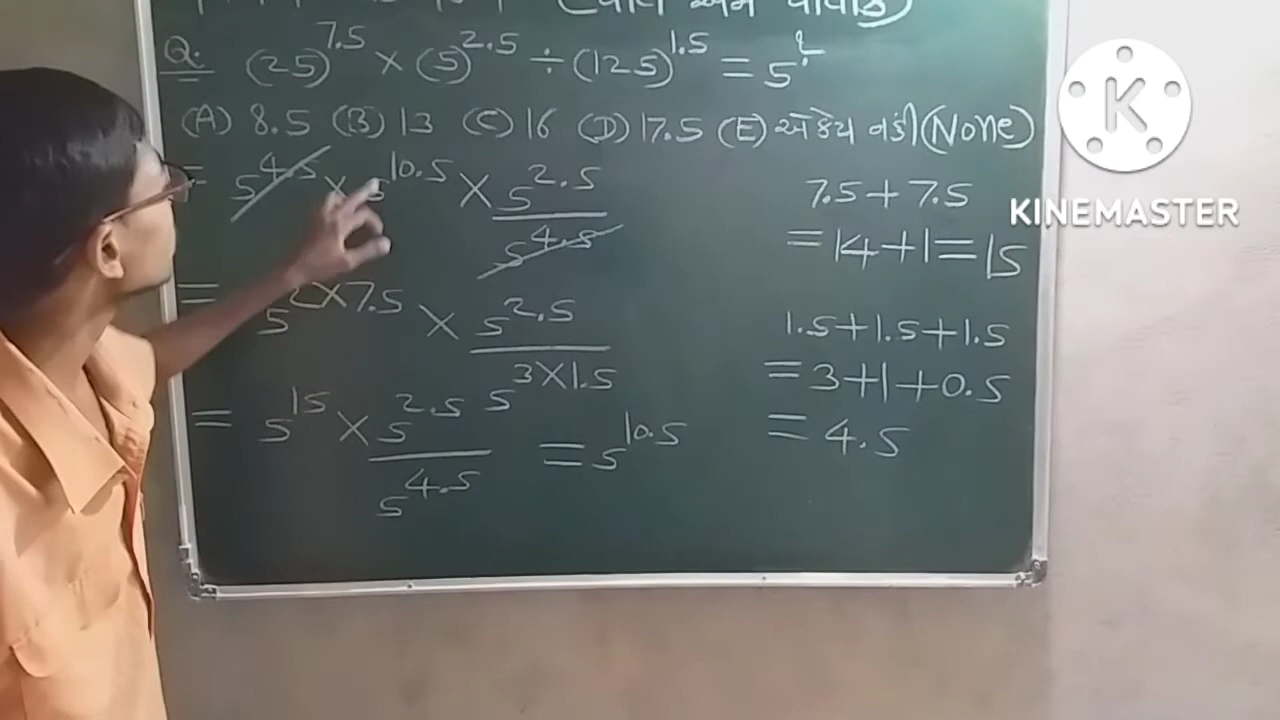 Q. (25)^7.5 × (5)^2.5 ÷ (125)^1.5 = 5^?
(A) 8.5 (B) 13 (C) 16 (D) 17.5 (E) એકેય નહીં (None)
= 5^4.5 × 5^10.5 × 5^2.5 / 5^4.5
= 5^2×7.5 × 5^2.5 / 5^3×1.5
= 5^15 × 5^2.5 / 5^4.5 = 5^10.5
7.5+7.5
=14+1=15
1.5+1.5+1.5
=3+1+0.5
=4.5
K
KINEMASTER